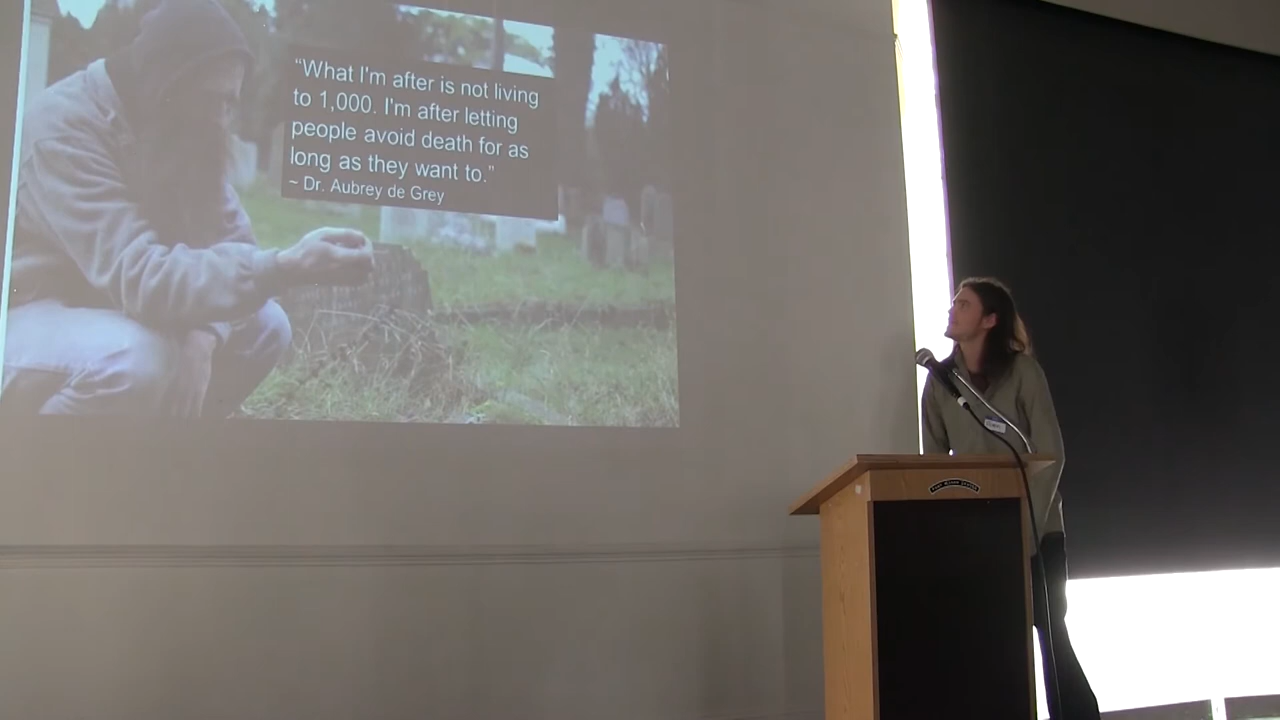 “What I'm after is not living
to 1,000. I'm after letting
people avoid death for as
long as they want to.”
~ Dr. Aubrey de Grey